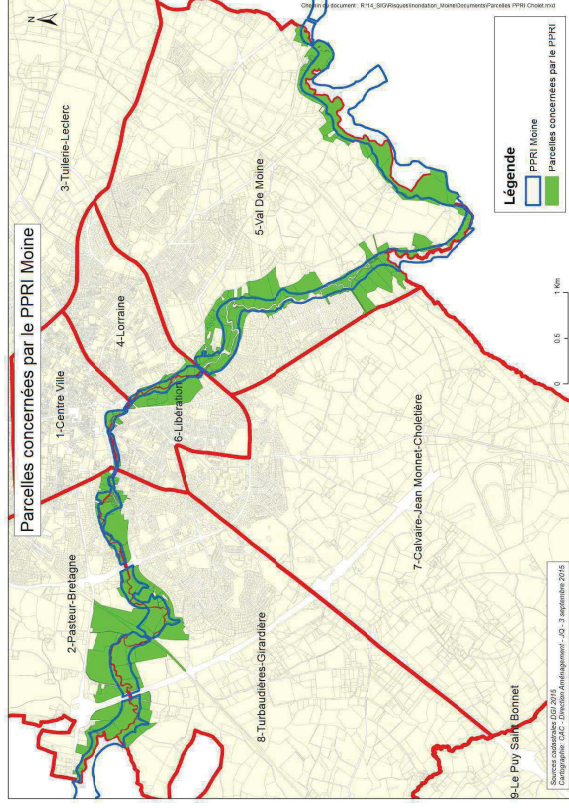 Chemin du document : R:\14_SIG\Risques\Inondation_Moine\Documents\Parcelles PPRI Cholet.mxd
Parcelles concernées par le PPRI Moine
N
3-Tuilerie-Leclerc
1-Centre Ville
4-Lorraine
2-Pasteur-Bretagne
5-Val De Moine
6-Libération
8-Turbaudières-Girardière
7-Calvaire-Jean Monnet-Choletière
9-Le Puy Saint Bonnet
0 0.5 1 Km
Légende
PPRI Moine
Parcelles concernées par le PPRI
Sources cadastrales DGI 2015
Cartographie: CAC - Direction Aménagement - JQ - 3 septembre 2015